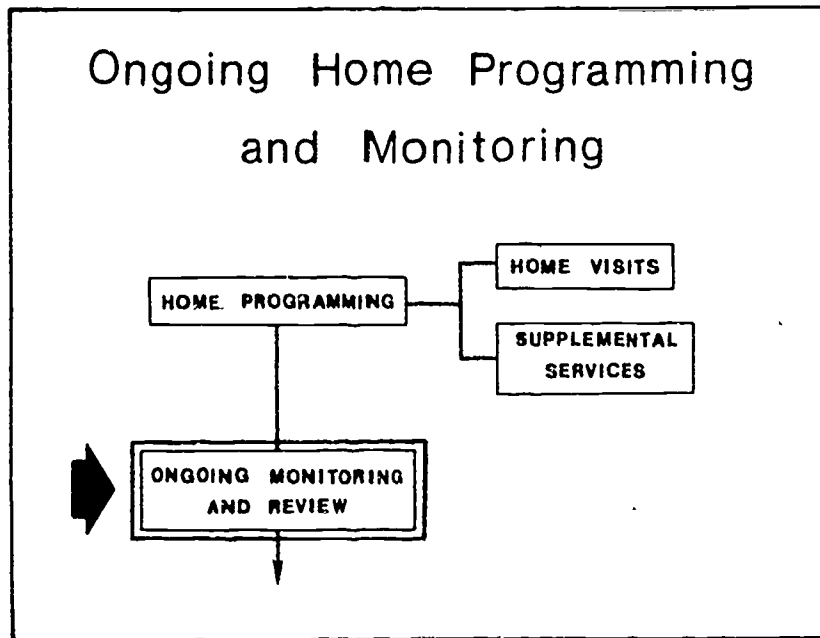 Ongoing Home Programming
and Monitoring
HOME VISITS
HOME PROGRAMMING
SUPPLEMENTAL
SERVICES
ONGOING MONITORING
AND REVIEW